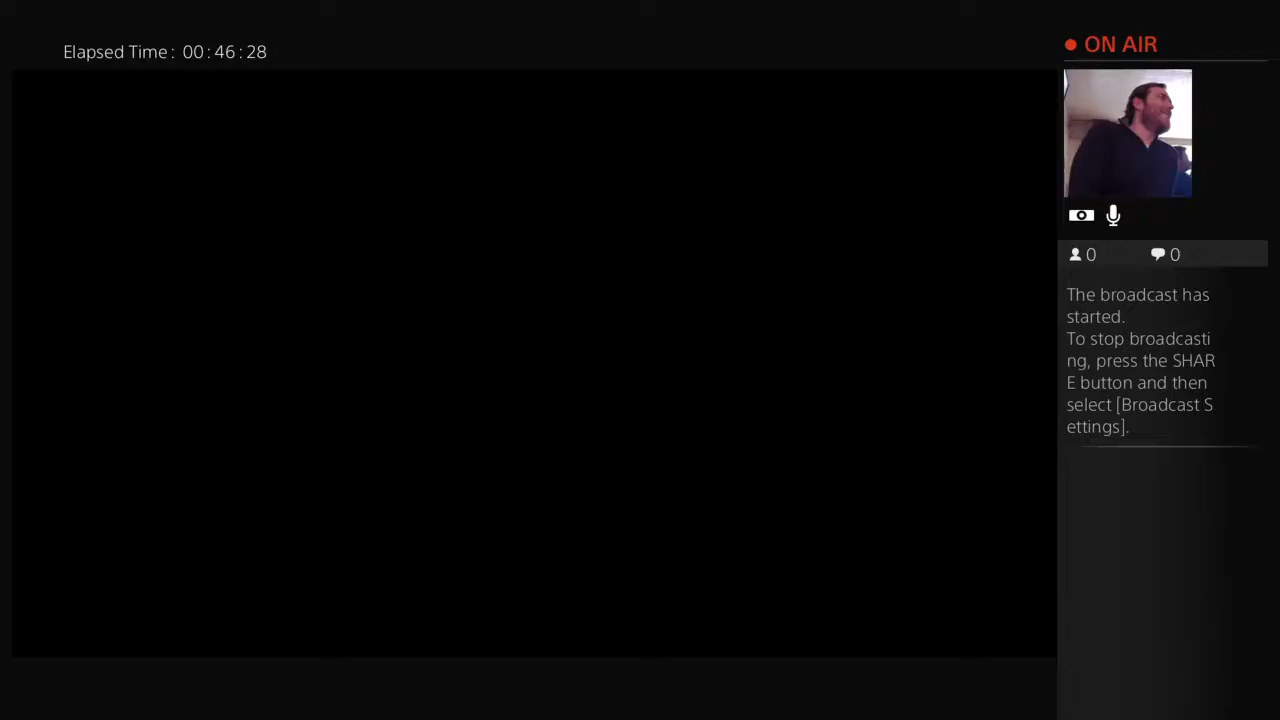 Elapsed Time: 00:46:28
ON AIR
0
0
The broadcast has
started.
To stop broadcasti
ng, press the SHAR
E button and then
select [Broadcast S
ettings].